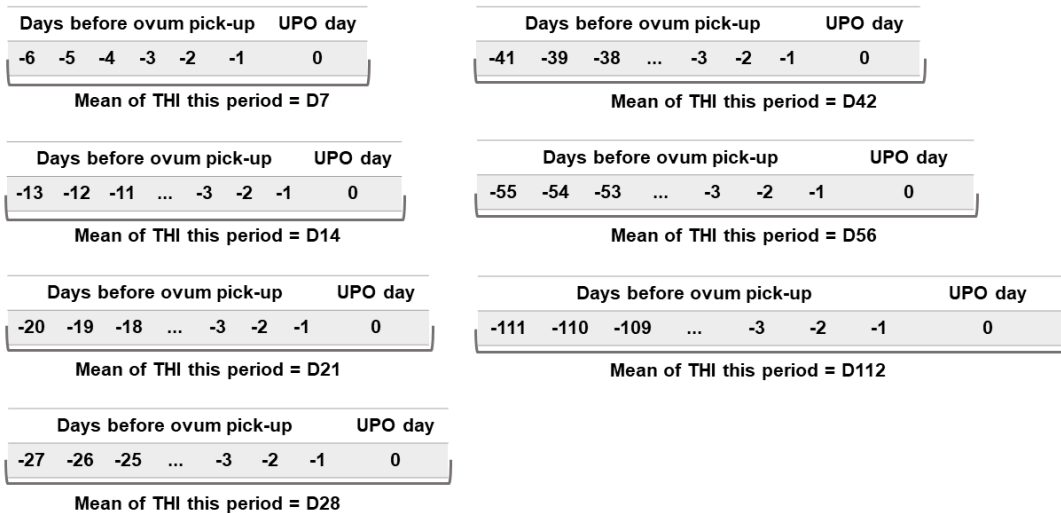 Days before ovum pick-up UPO day
-6 -5 -4 -3 -2 -1 0
Mean of THI this period = D7
Days before ovum pick-up UPO day
-13 -12 -11 ... -3 -2 -1 0
Mean of THI this period = D14
Days before ovum pick-up UPO day
-20 -19 -18 ... -3 -2 -1 0
Mean of THI this period = D21
Days before ovum pick-up UPO day
-27 -26 -25 ... -3 -2 -1 0
Mean of THI this period = D28
Days before ovum pick-up UPO day
-41 -39 -38 ... -3 -2 -1 0
Mean of THI this period = D42
Days before ovum pick-up UPO day
-55 -54 -53 ... -3 -2 -1 0
Mean of THI this period = D56
Days before ovum pick-up UPO day
-111 -110 -109 ... -3 -2 -1 0
Mean of THI this period = D112